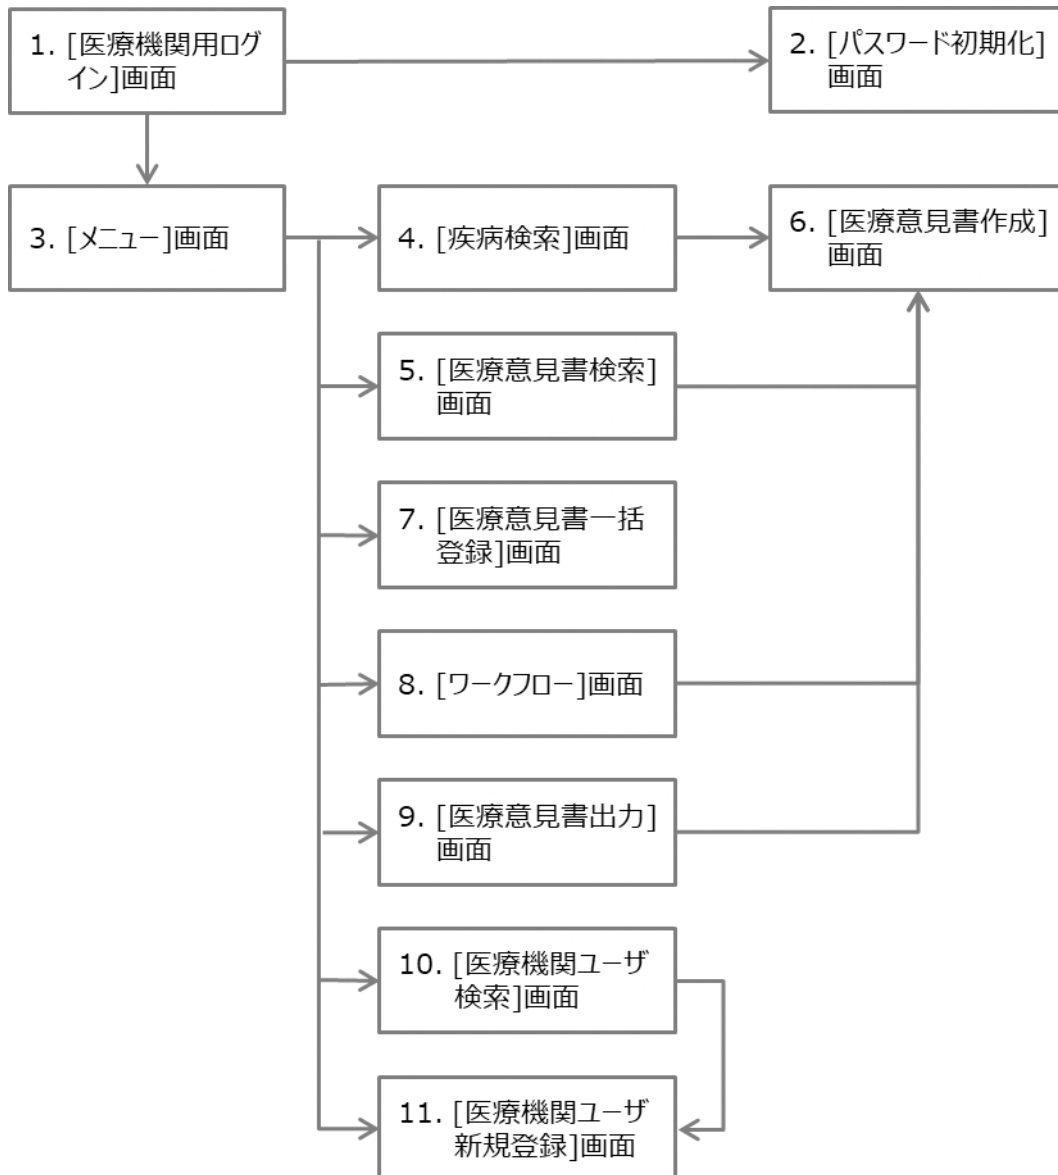 1. [医療機関用ログ
イン]画面
2. [パスワード初期化]
画面
3. [メニュー]画面
4. [疾病検索]画面
6. [医療意見書作成]
画面
5. [医療意見書検索]
画面
7. [医療意見書一括
登録]画面
8. [ワークフロー]画面
9. [医療意見書出力]
画面
10. [医療機関ユーザ
検索]画面
11. [医療機関ユーザ
新規登録]画面